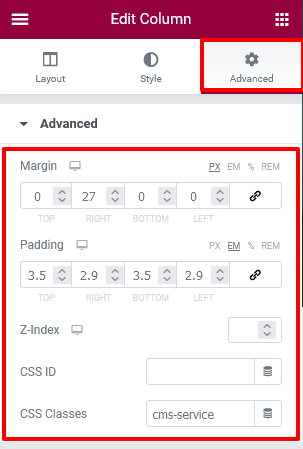 Edit Column
Layout Style Advanced
Advanced
Margin PX EM % REM
0 27 0 0
TOP RIGHT BOTTOM LEFT
Padding PX EM % REM
3.5 2.9 3.5 2.9
TOP RIGHT BOTTOM LEFT
Z-Index
CSS ID
CSS Classes cms-service